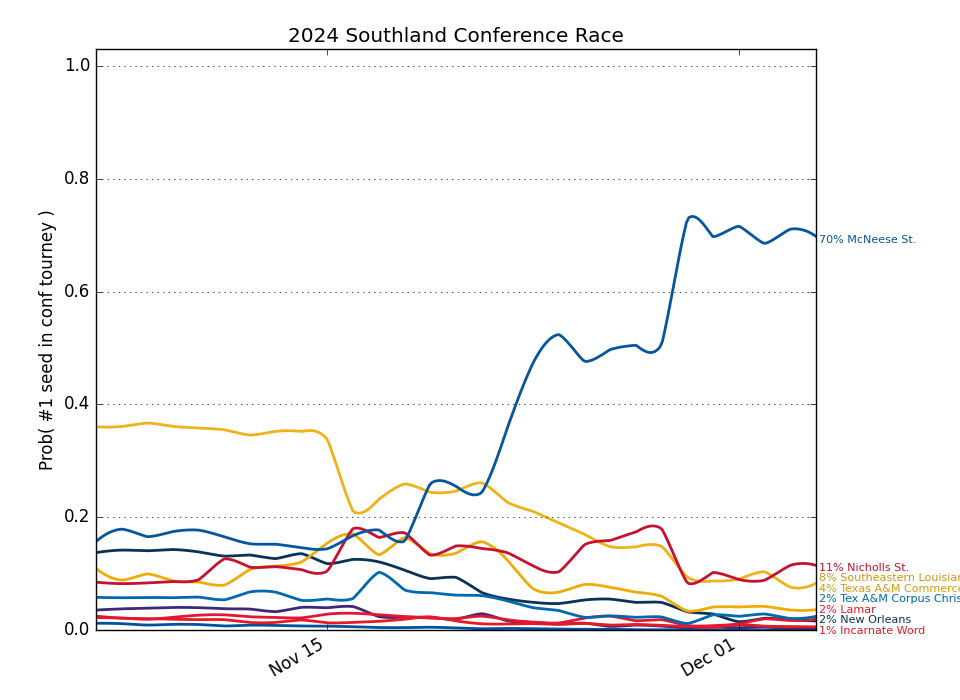 2024 Southland Conference Race
Prob( #1 seed in conf tourney )
1.0
0.8
0.6
0.4
0.2
0.0
Nov 15
Dec 01
70% McNeese St.
11% Nicholls St.
8% Southeastern Louisian
4% Texas A&M Commerce
2% Tex A&M Corpus Chris
2% Lamar
2% New Orleans
1% Incarnate Word